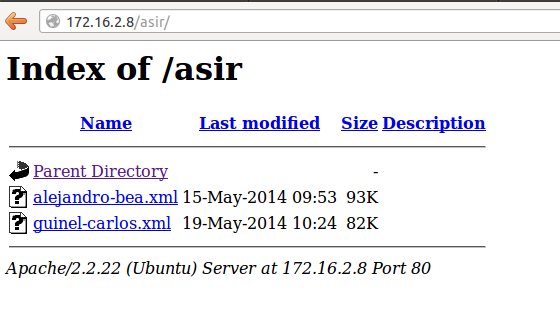 172.16.2.8/asir/
Index of /asir
Name Last modified Size Description
Parent Directory -
alejandro-bea.xml 15-May-2014 09:53 93K
guinel-carlos.xml 19-May-2014 10:24 82K
Apache/2.2.22 (Ubuntu) Server at 172.16.2.8 Port 80